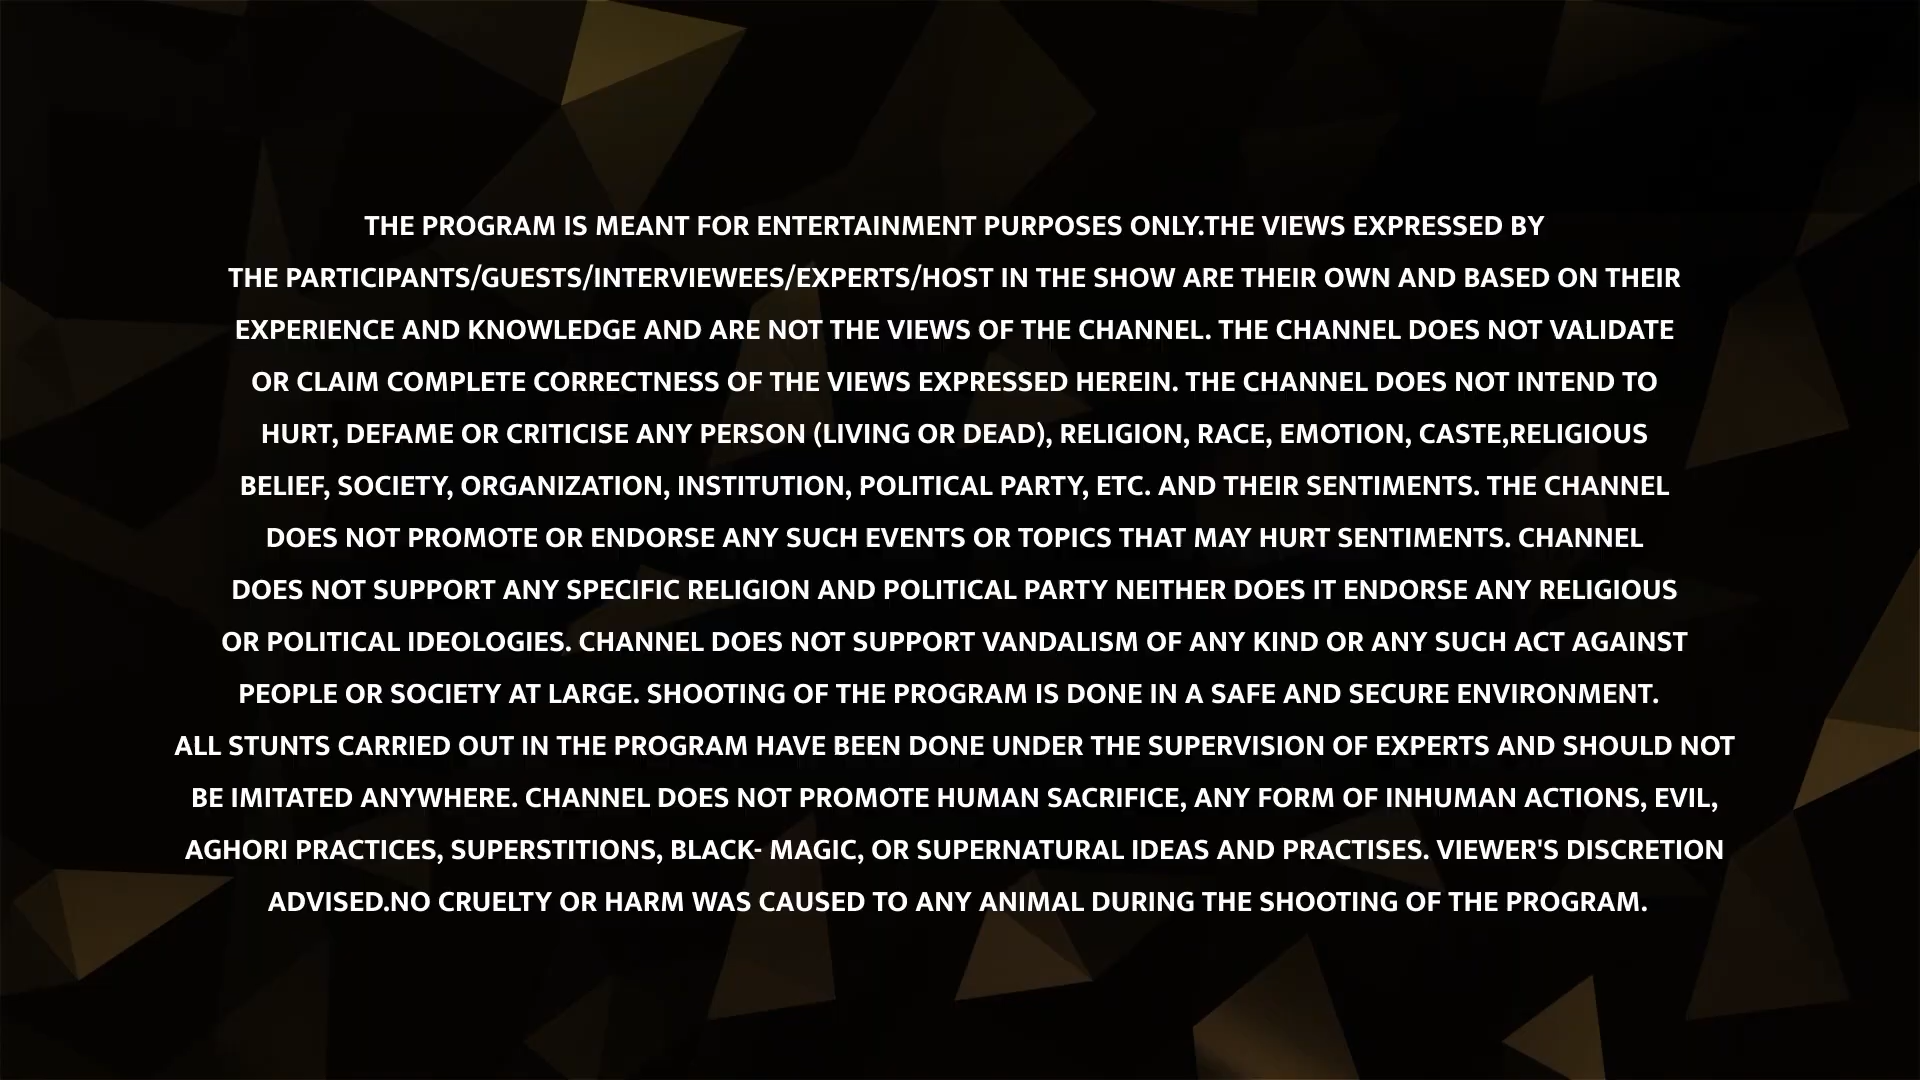 THE PROGRAM IS MEANT FOR ENTERTAINMENT PURPOSES ONLY.THE VIEWS EXPRESSED BY
THE PARTICIPANTS/GUESTS/INTERVIEWEES/EXPERTS/HOST IN THE SHOW ARE THEIR OWN AND BASED ON THEIR
EXPERIENCE AND KNOWLEDGE AND ARE NOT THE VIEWS OF THE CHANNEL. THE CHANNEL DOES NOT VALIDATE
OR CLAIM COMPLETE CORRECTNESS OF THE VIEWS EXPRESSED HEREIN. THE CHANNEL DOES NOT INTEND TO
HURT, DEFAME OR CRITICISE ANY PERSON (LIVING OR DEAD), RELIGION, RACE, EMOTION, CASTE,RELIGIOUS
BELIEF, SOCIETY, ORGANIZATION, INSTITUTION, POLITICAL PARTY, ETC. AND THEIR SENTIMENTS. THE CHANNEL
DOES NOT PROMOTE OR ENDORSE ANY SUCH EVENTS OR TOPICS THAT MAY HURT SENTIMENTS. CHANNEL
DOES NOT SUPPORT ANY SPECIFIC RELIGION AND POLITICAL PARTY NEITHER DOES IT ENDORSE ANY RELIGIOUS
OR POLITICAL IDEOLOGIES. CHANNEL DOES NOT SUPPORT VANDALISM OF ANY KIND OR ANY SUCH ACT AGAINST
PEOPLE OR SOCIETY AT LARGE. SHOOTING OF THE PROGRAM IS DONE IN A SAFE AND SECURE ENVIRONMENT.
ALL STUNTS CARRIED OUT IN THE PROGRAM HAVE BEEN DONE UNDER THE SUPERVISION OF EXPERTS AND SHOULD NOT
BE IMITATED ANYWHERE. CHANNEL DOES NOT PROMOTE HUMAN SACRIFICE, ANY FORM OF INHUMAN ACTIONS, EVIL,
AGHORI PRACTICES, SUPERSTITIONS, BLACK- MAGIC, OR SUPERNATURAL IDEAS AND PRACTISES. VIEWER'S DISCRETION
ADVISED.NO CRUELTY OR HARM WAS CAUSED TO ANY ANIMAL DURING THE SHOOTING OF THE PROGRAM.